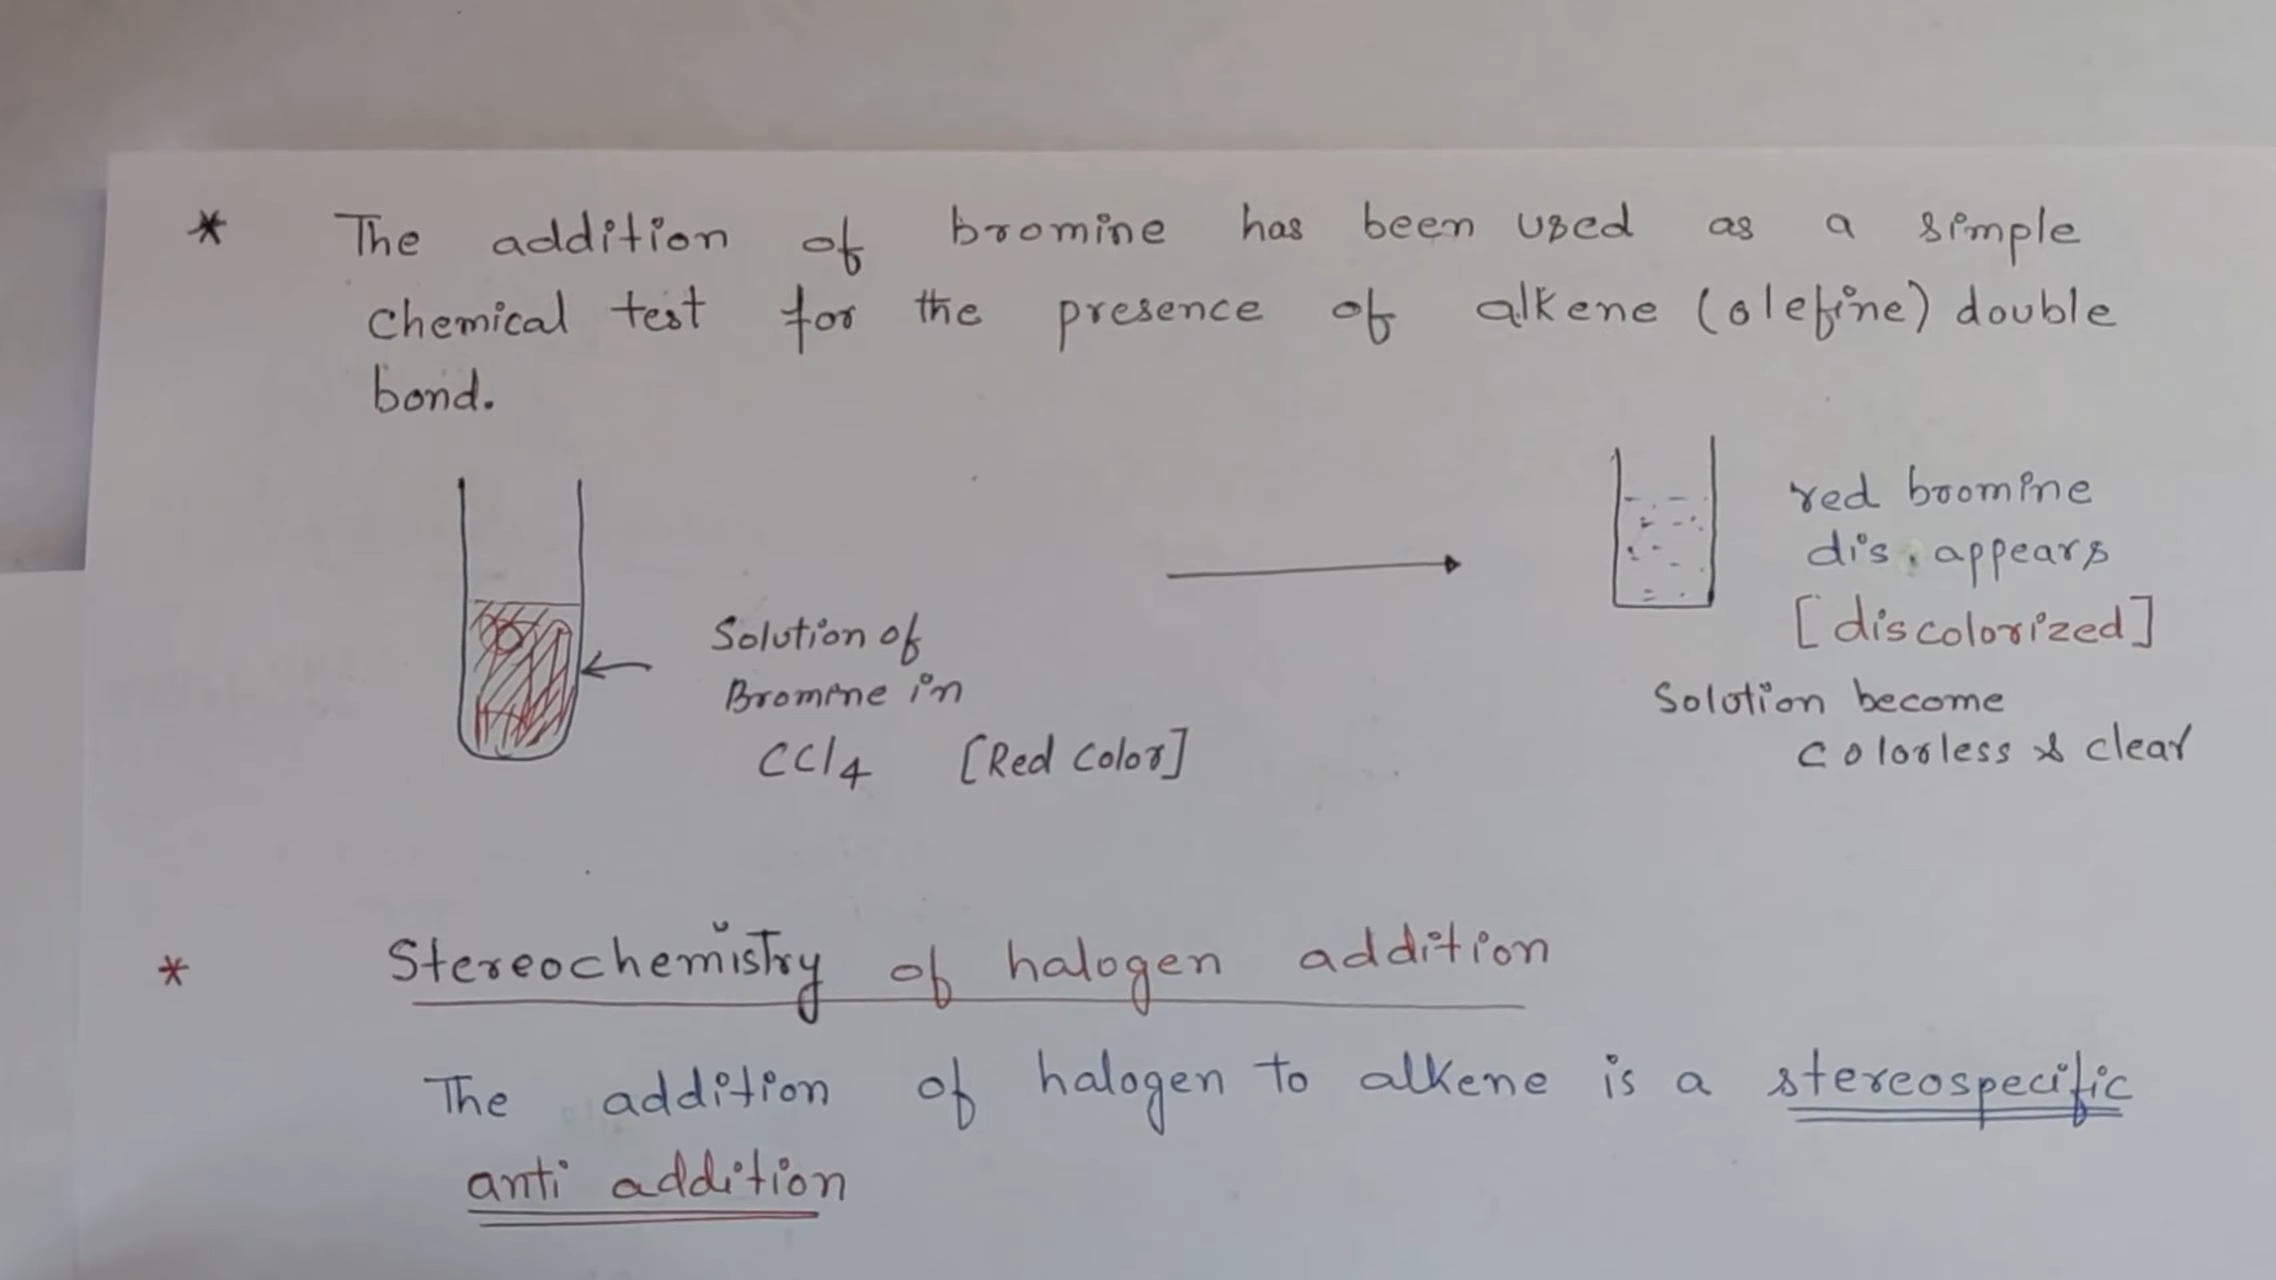 * The addition of bromine has been used as a simple
chemical test for the presence of alkene (olefine) double
bond.
Solution of
Bromine in
CCl4 [Red Color]
red bromine
dis appears
[discolorized]
Solution become
colorless & clear
* Stereochemistry of halogen addition
The addition of halogen to alkene is a stereospecific
anti addition